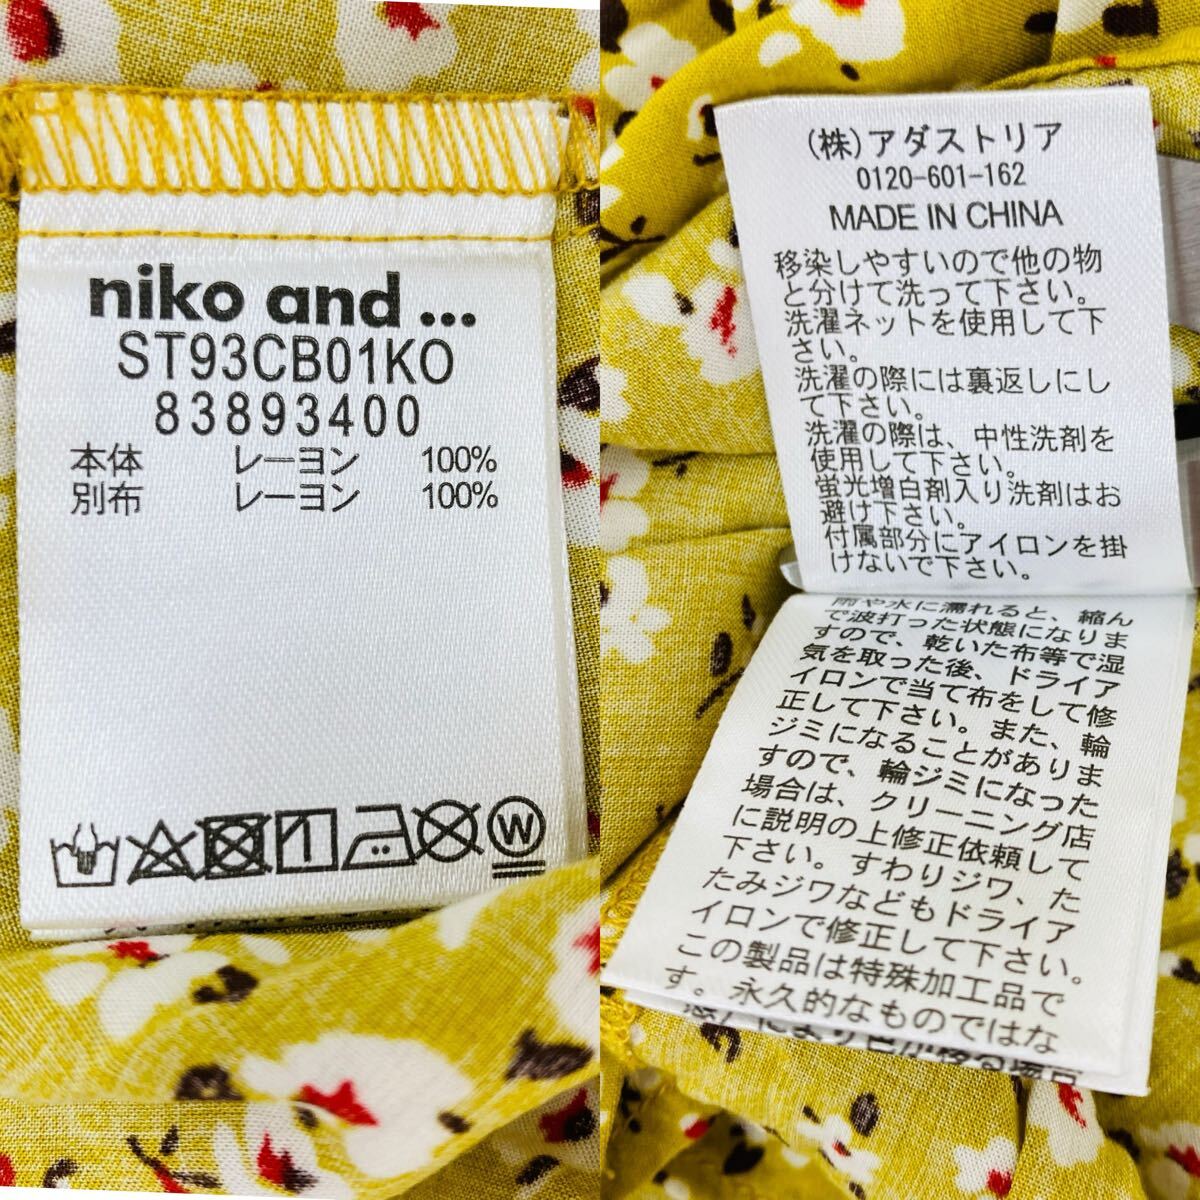 niko and ...
ST93CB01KO
83893400
本体 レーヨン 100%
別布 レーヨン 100%
W
(株)アダストリア
0120-601-162
MADE IN CHINA
移染しやすいので他の物
と分けて洗って下さい。
洗濯ネットを使用して下
さい。
洗濯の際には裏返しにし
て下さい。
洗濯の際は、中性洗剤を
使用して下さい。
蛍光増白剤入り洗剤はお
避け下さい。
付属部分にアイロンを掛
けないで下さい。
雨や水に濡れると、縮ん
で波打った状態になりま
すので、乾いた布等で湿
気を取った後、ドライア
イロンで当て布をして修
正して下さい。また、輪
ジミになることがありま
すので、輪ジミになった
場合は、クリーニング店
に説明の上修正依頼して
下さい。すわりジワ、た
たみジワなどもドライア
イロンで修正して下さい。
この製品は特殊加工品で
す。永久的なものではな